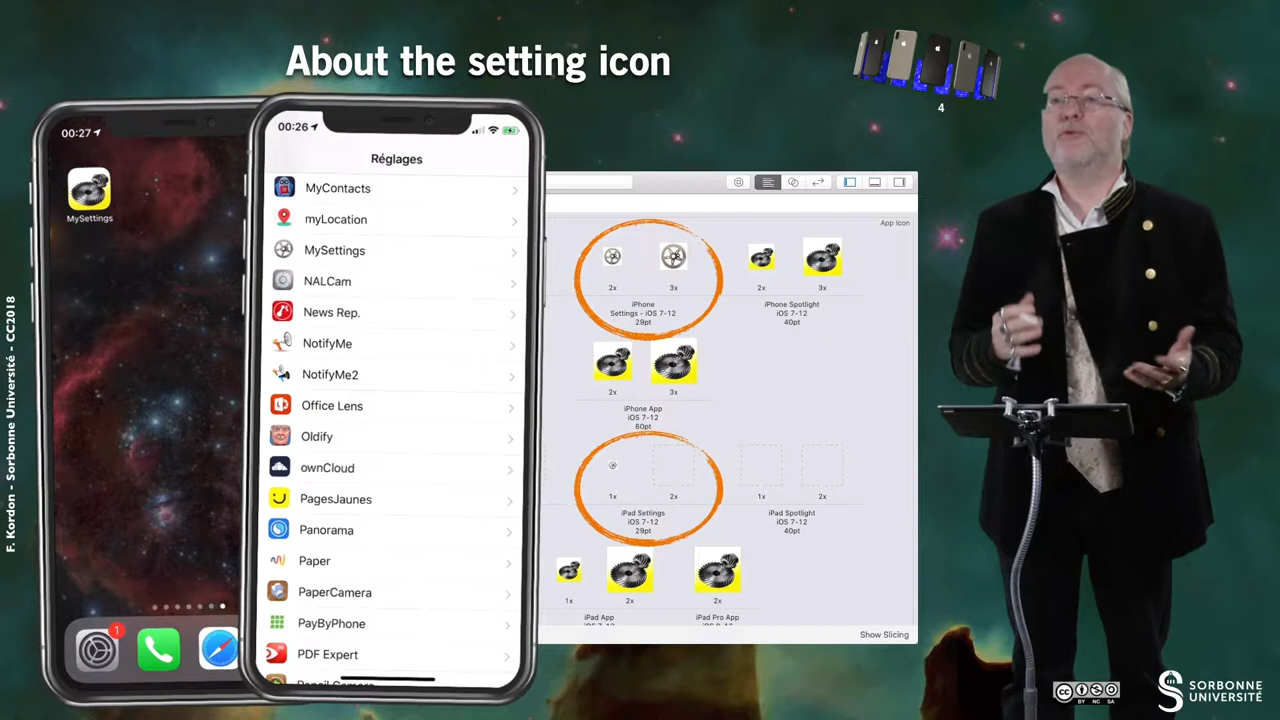 About the setting icon
4
F. Kordon - Sorbonne Université - CC2018
00:27
MySettings
1
00:26
Réglages
MyContacts
myLocation
MySettings
NALCam
News Rep.
NotifyMe
NotifyMe2
Office Lens
Oldify
ownCloud
PagesJaunes
Panorama
Paper
PaperCamera
PayByPhone
PDF Expert
App Icon
2x 3x 2x 3x
iPhone
Settings - iOS 7-12
29pt
iPhone Spotlight
iOS 7-12
40pt
2x 3x
iPhone App
iOS 7-12
60pt
1x 2x 1x 2x
iPad Settings
iOS 7-12
29pt
iPad Spotlight
iOS 7-12
40pt
1x 2x 2x
iPad App
iPad Pro App
Show Slicing
cc
BY NC SA
SORBONNE
UNIVERSITÉ